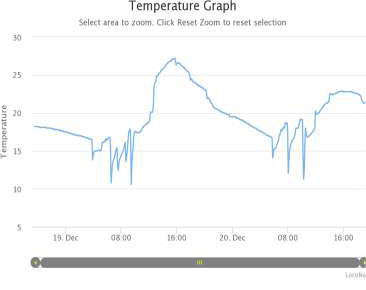 Temperature Graph
Select area to zoom. Click Reset Zoom to reset selection
30
25
20
15
10
5
Temperature
19. Dec
08:00
16:00
20. Dec
08:00
16:00